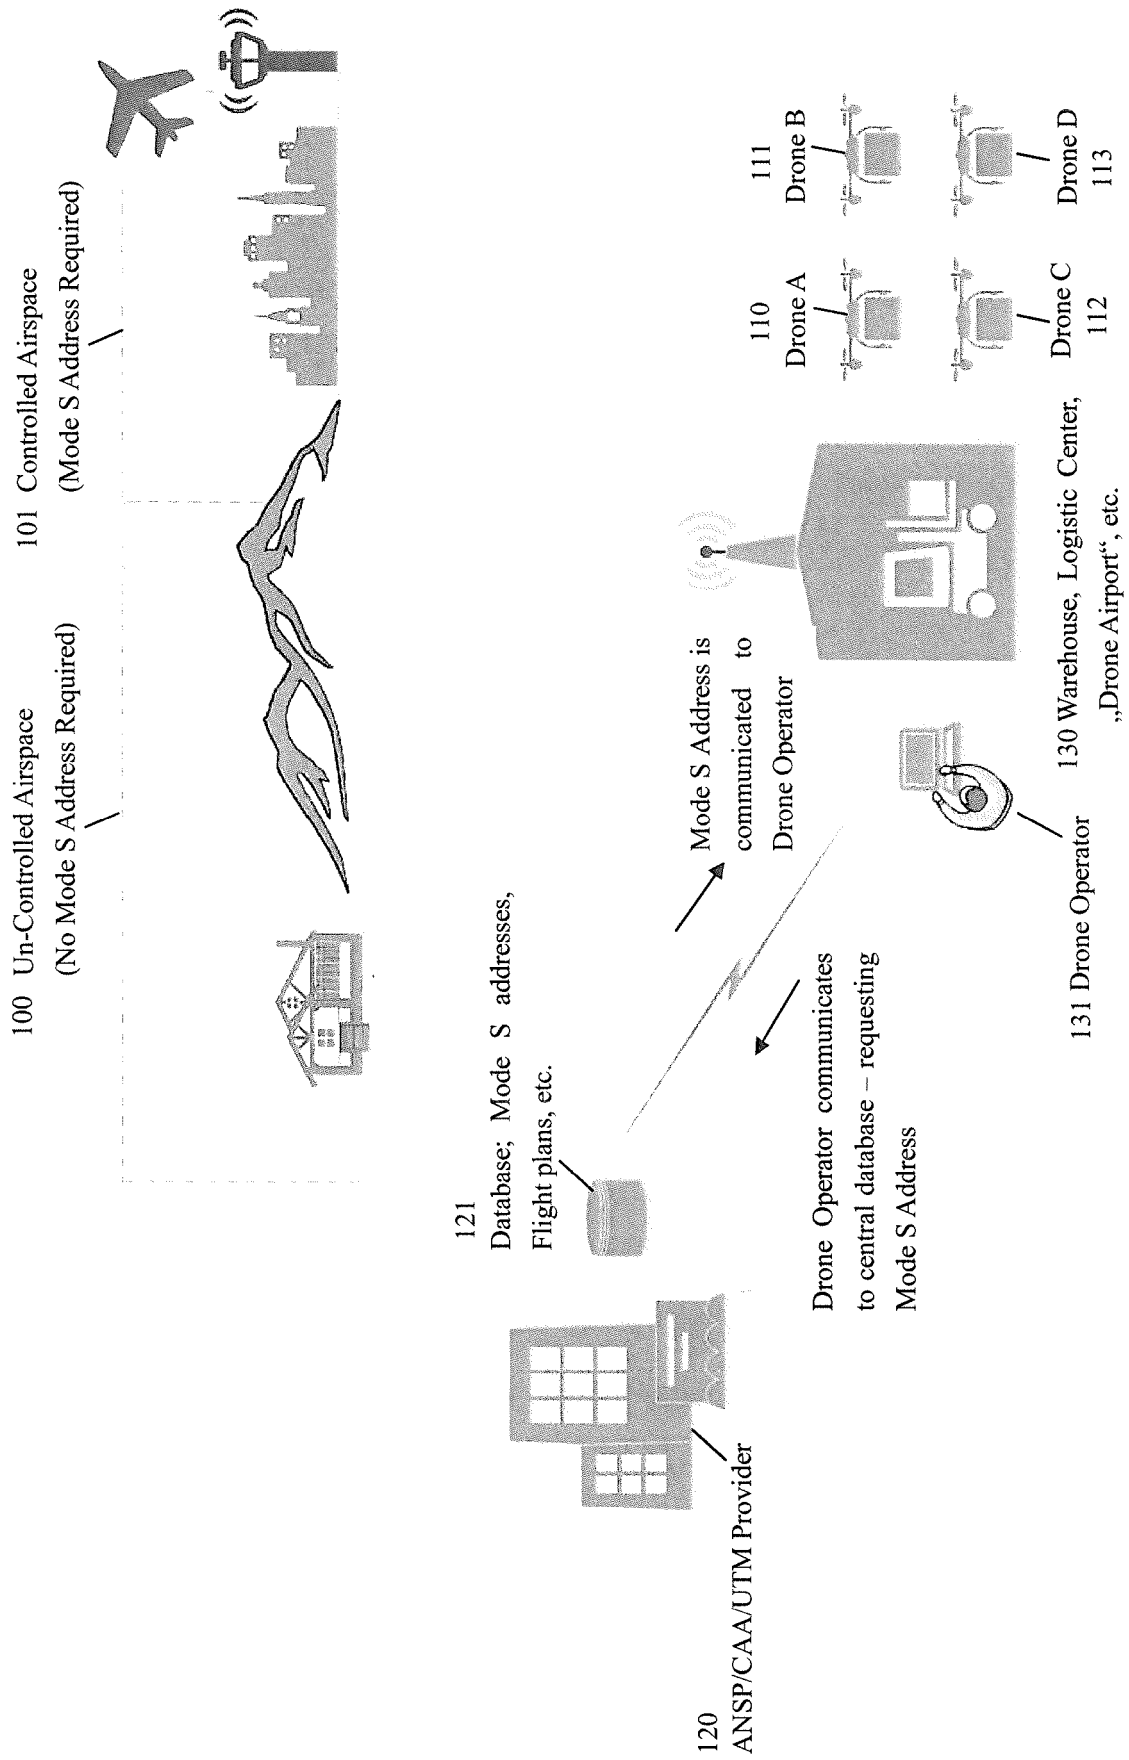 100 Un-Controlled Airspace
(No Mode S Address Required)
101 Controlled Airspace
(Mode S Address Required)
121
Database; Mode S addresses,
Flight plans, etc.
120
ANSP/CAA/UTM Provider
Mode S Address is
communicated to
Drone Operator
Drone Operator communicates
to central database – requesting
Mode S Address
131 Drone Operator
130 Warehouse, Logistic Center,
„Drone Airport“, etc.
110
Drone A
111
Drone B
Drone C
112
Drone D
113